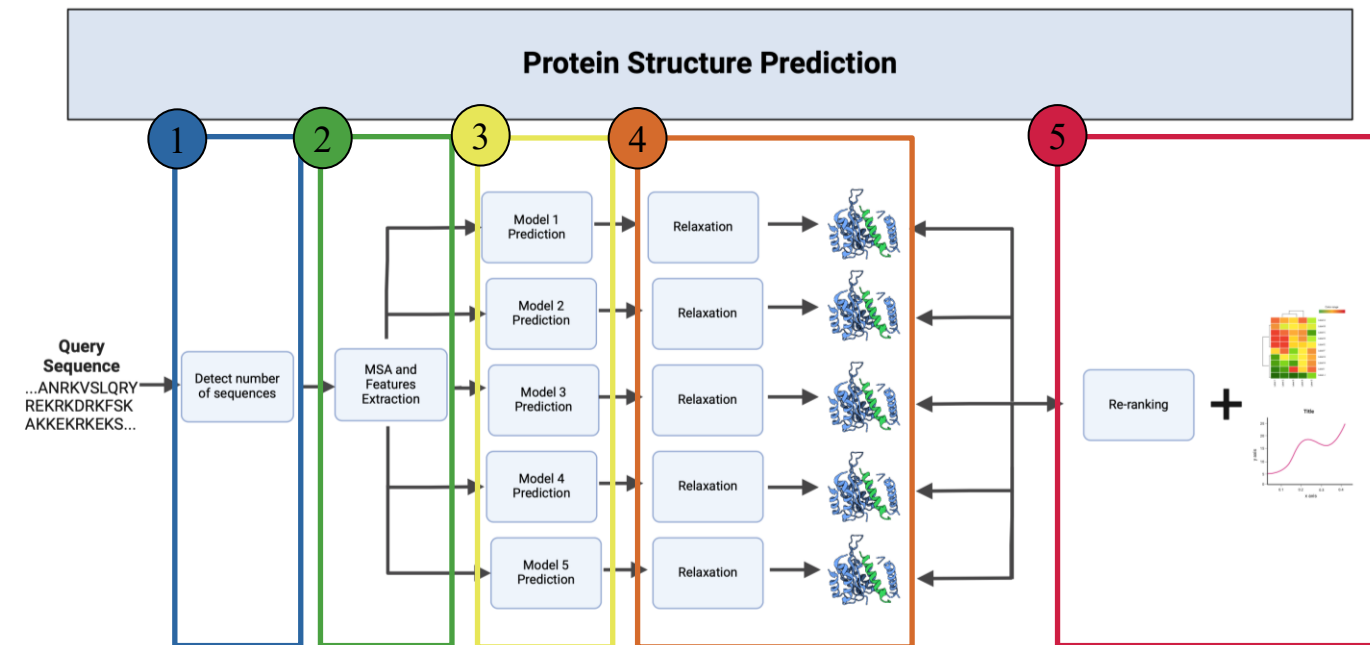 Protein Structure Prediction
1
2
3
4
5
Query
Sequence
...ANRKVSLQRY
REKRKDRKFSK
AKKEKRKEKS...
Detect number
of sequences
MSA and
Features
Extraction
Model 1
Prediction
Relaxation
Model 2
Prediction
Relaxation
Model 3
Prediction
Relaxation
Model 4
Prediction
Relaxation
Model 5
Prediction
Relaxation
Re-ranking
+
Title
x-axis